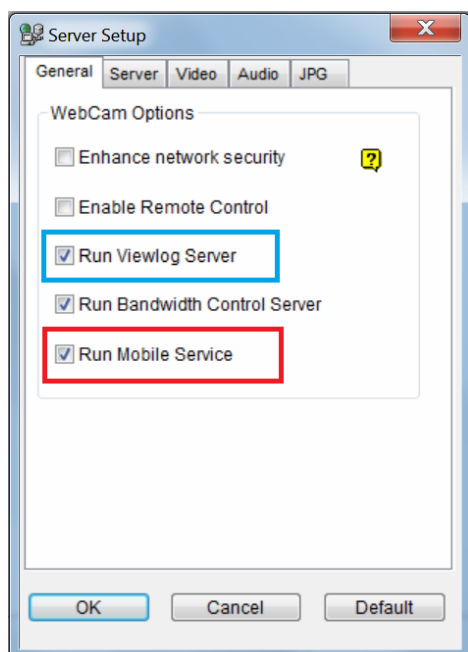 Server Setup
X
General Server Video Audio JPG
WebCam Options
Enhance network security
?
Enable Remote Control
Run Viewlog Server
Run Bandwidth Control Server
Run Mobile Service
OK Cancel Default